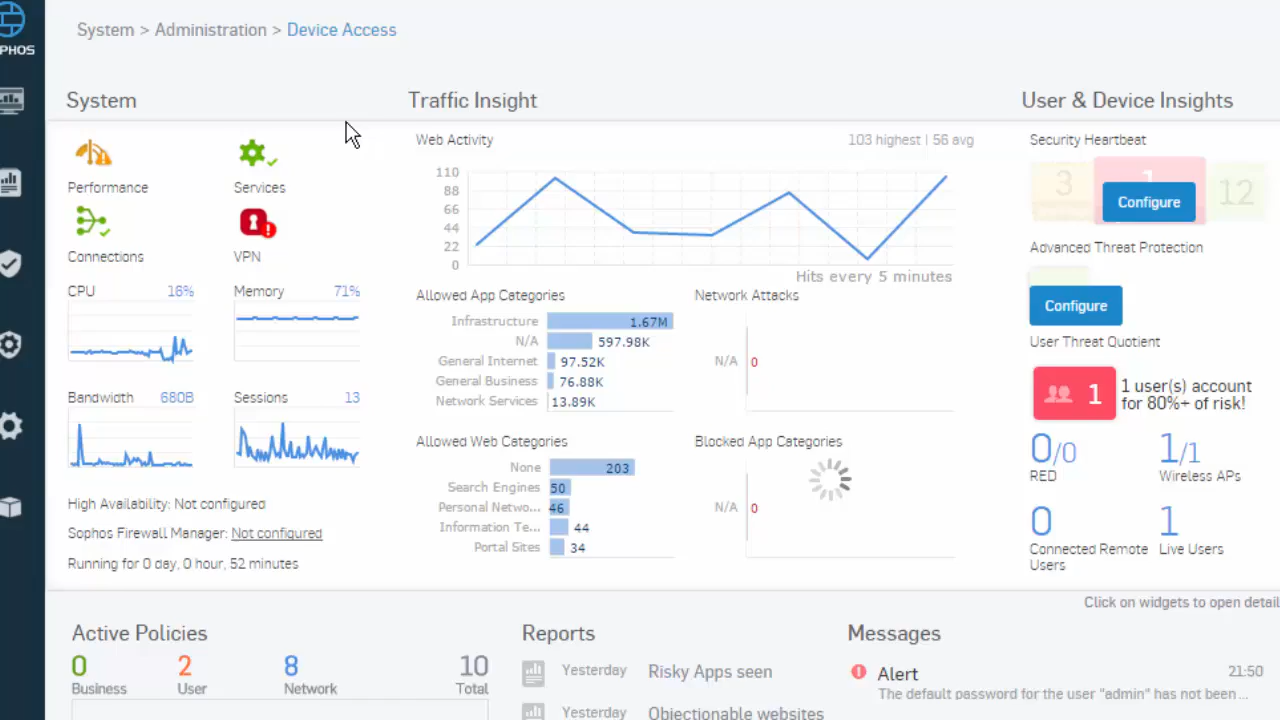 System > Administration > Device Access
PHOS
System
Performance
Services
Connections
VPN
CPU 16%
Memory 71%
Bandwidth 680B
Sessions 13
High Availability: Not configured
Sophos Firewall Manager: Not configured
Running for 0 day, 0 hour, 52 minutes
Traffic Insight
Web Activity
103 highest | 56 avg
110
88
66
44
22
0
Hits every 5 minutes
Allowed App Categories
Infrastructure 1.67M
N/A 597.98K
General Internet 97.52K
General Business 76.88K
Network Services 13.89K
Network Attacks
N/A 0
Allowed Web Categories
None 203
Search Engines 50
Personal Netwo... 46
Information Te... 44
Portal Sites 34
Blocked App Categories
N/A 0
User & Device Insights
Security Heartbeat
3
12
Configure
Advanced Threat Protection
Configure
User Threat Quotient
1
1 user(s) account
for 80%+ of risk!
0/0
RED
1/1
Wireless APs
0
Connected Remote
Users
1
Live Users
Click on widgets to open detail
Active Policies
0
Business
2
User
8
Network
10
Total
Reports
Yesterday Risky Apps seen
Yesterday Objectionable websites
Messages
Alert 21:50
The default password for the user "admin" has not been ...